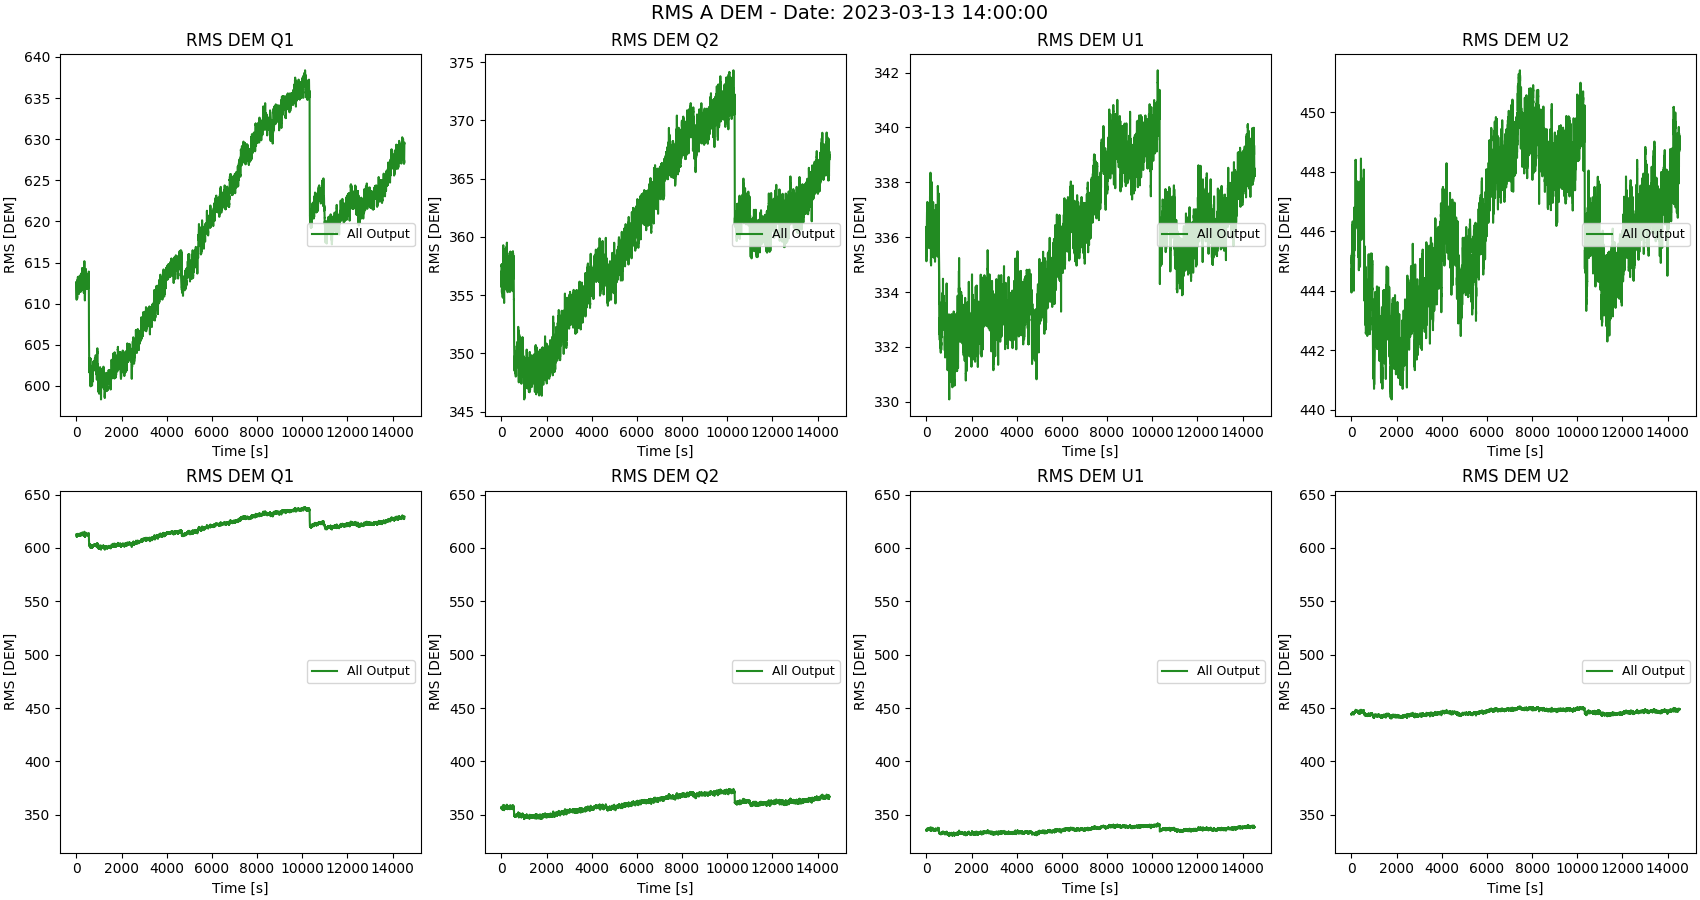 RMS A DEM - Date: 2023-03-13 14:00:00
RMS DEM Q1
RMS [DEM]
640
635
630
625
620
615
610
605
600
All Output
0 2000 4000 6000 8000 10000 12000 14000
Time [s]
RMS DEM Q2
RMS [DEM]
375
370
365
360
355
350
345
All Output
0 2000 4000 6000 8000 10000 12000 14000
Time [s]
RMS DEM U1
RMS [DEM]
342
340
338
336
334
332
330
All Output
0 2000 4000 6000 8000 10000 12000 14000
Time [s]
RMS DEM U2
RMS [DEM]
450
448
446
444
442
440
All Output
0 2000 4000 6000 8000 10000 12000 14000
Time [s]
RMS DEM Q1
RMS [DEM]
650
600
550
500
450
400
350
All Output
0 2000 4000 6000 8000 10000 12000 14000
Time [s]
RMS DEM Q2
RMS [DEM]
650
600
550
500
450
400
350
All Output
0 2000 4000 6000 8000 10000 12000 14000
Time [s]
RMS DEM U1
RMS [DEM]
650
600
550
500
450
400
350
All Output
0 2000 4000 6000 8000 10000 12000 14000
Time [s]
RMS DEM U2
RMS [DEM]
650
600
550
500
450
400
350
All Output
0 2000 4000 6000 8000 10000 12000 14000
Time [s]